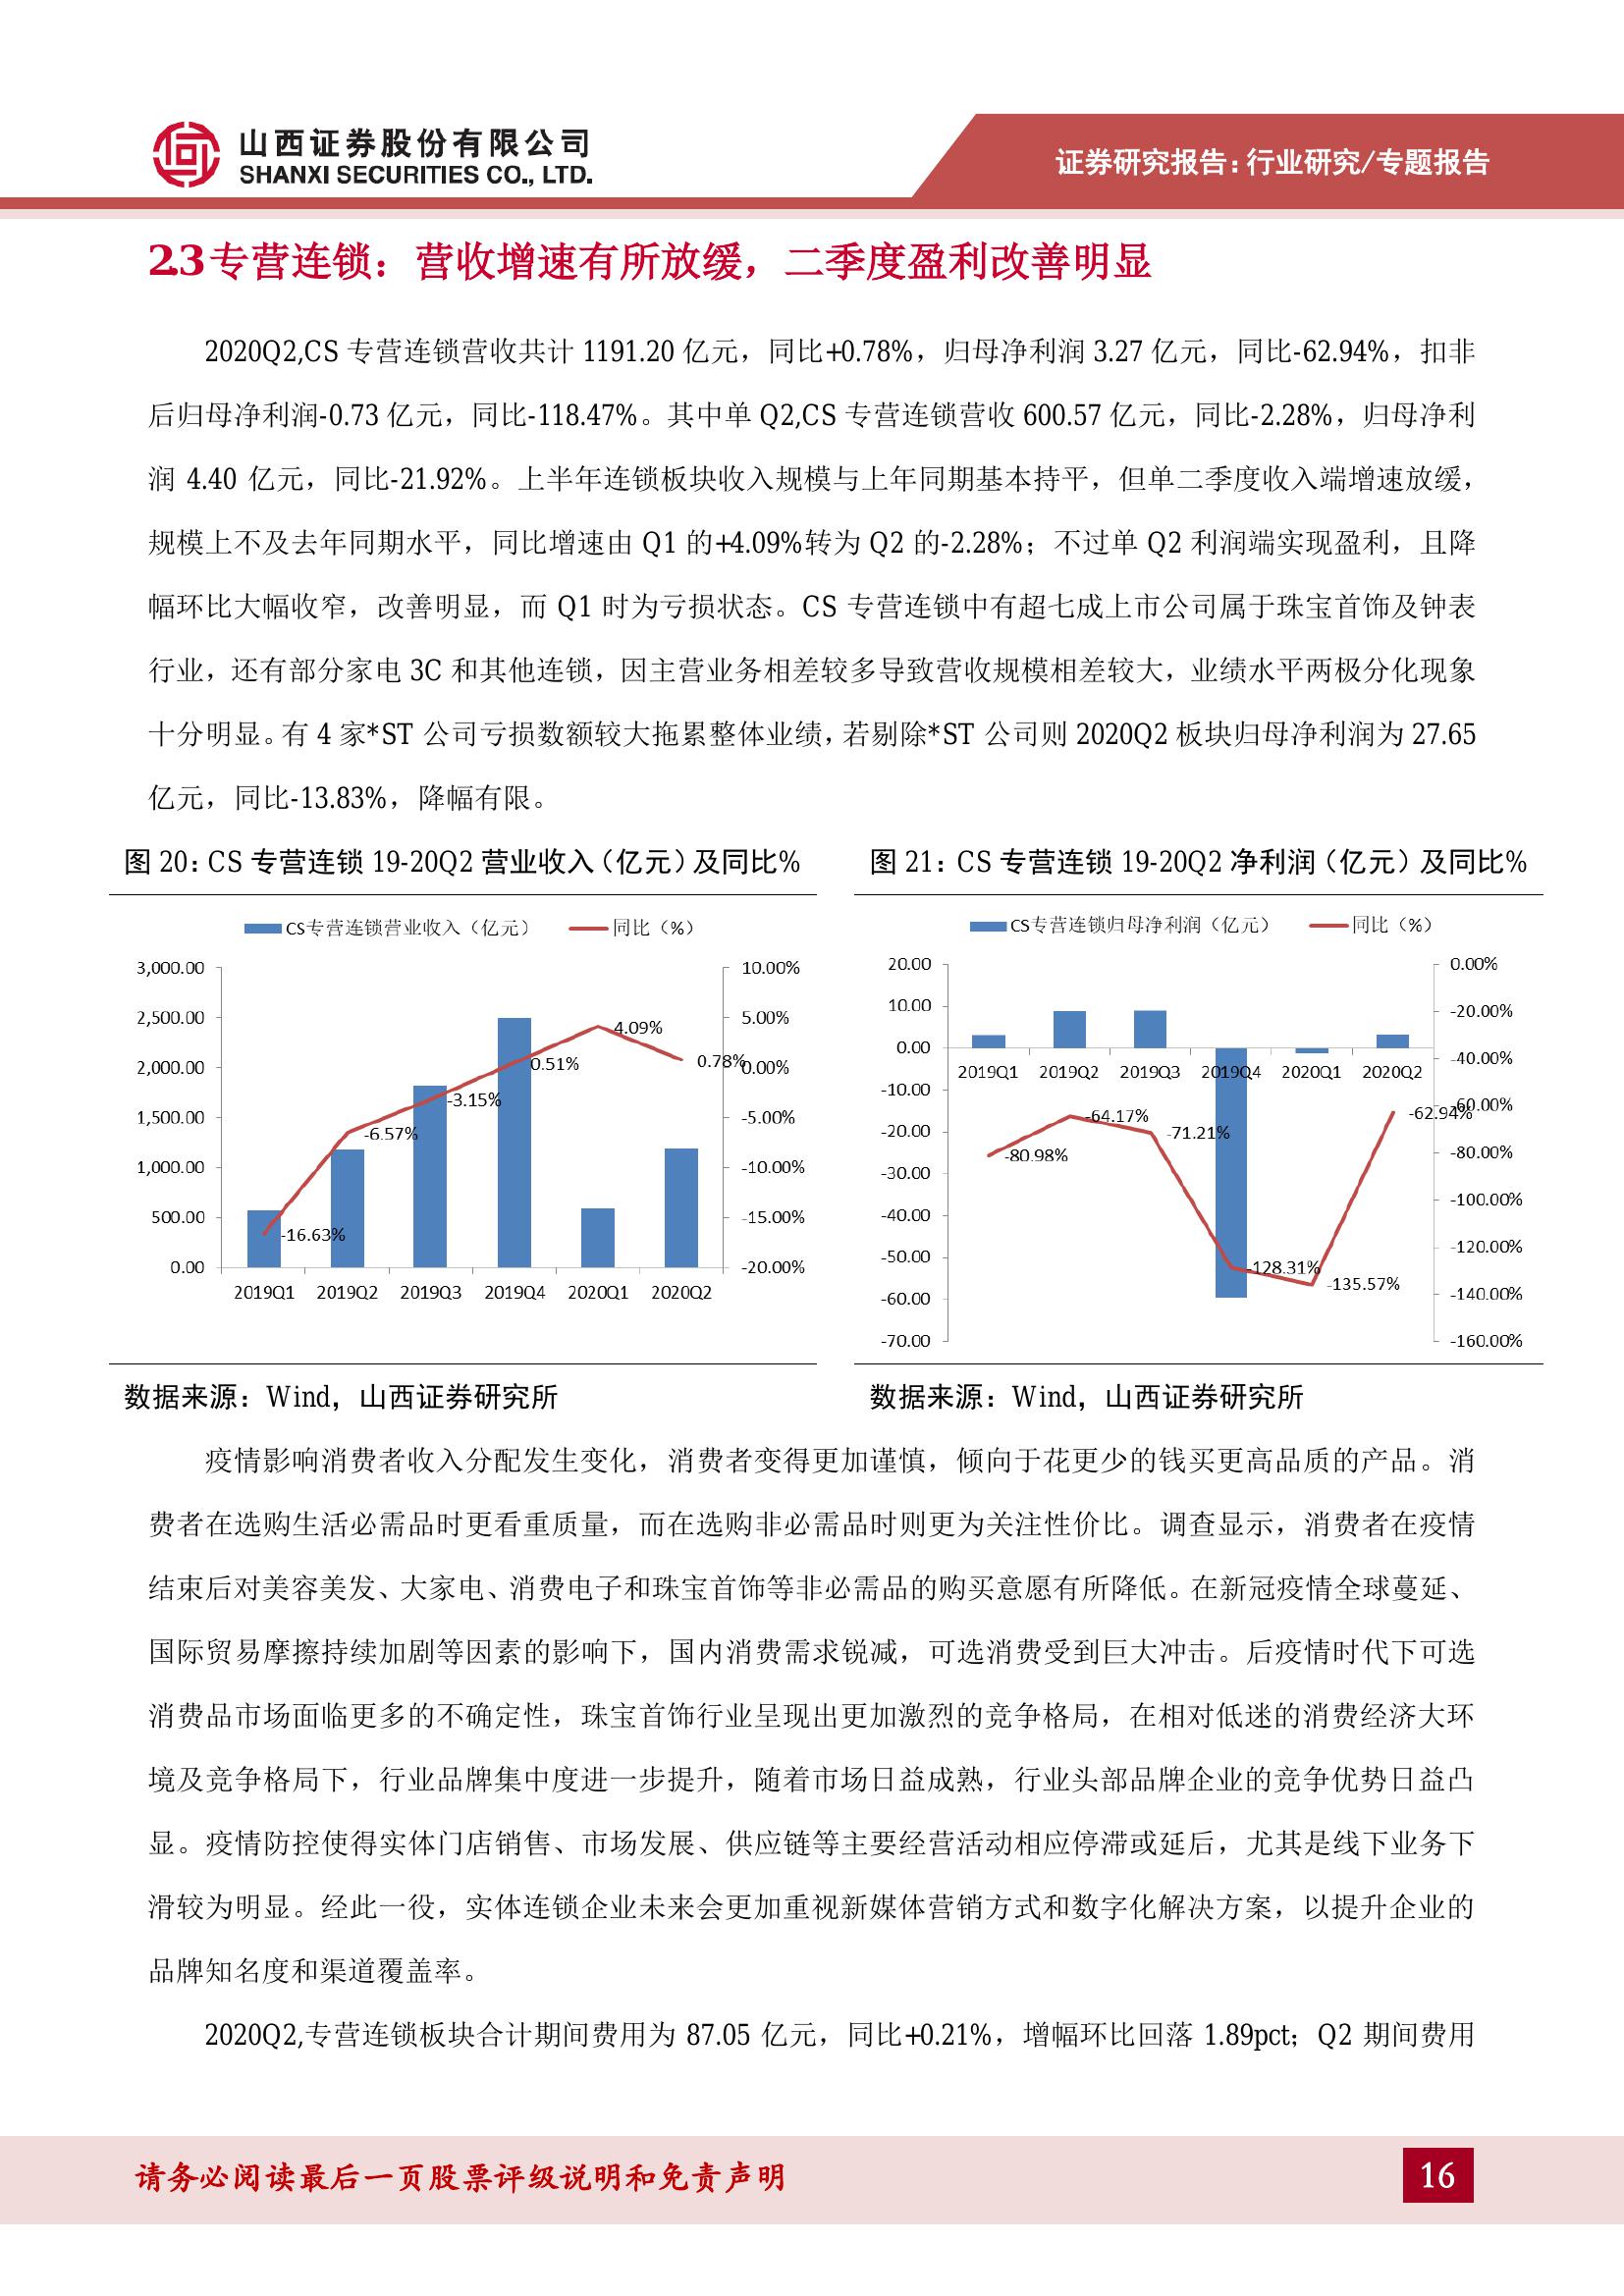 山西证券股份有限公司
SHANXI SECURITIES CO., LTD.
证券研究报告：行业研究/专题报告
2.3 专营连锁：营收增速有所放缓，二季度盈利改善明显
2020Q2,CS 专营连锁营收共计 1191.20 亿元，同比+0.78%，归母净利润 3.27 亿元，同比-62.94%，扣非
后归母净利润-0.73 亿元，同比-118.47%。其中单 Q2,CS 专营连锁营收 600.57 亿元，同比-2.28%，归母净利
润 4.40 亿元，同比-21.92%。上半年连锁板块收入规模与上年同期基本持平，但单二季度收入端增速放缓，
规模上不及去年同期水平，同比增速由 Q1 的+4.09%转为 Q2 的-2.28%；不过单 Q2 利润端实现盈利，且降
幅环比大幅收窄，改善明显，而 Q1 时为亏损状态。CS 专营连锁中有超七成上市公司属于珠宝首饰及钟表
行业，还有部分家电 3C 和其他连锁，因主营业务相差较多导致营收规模相差较大，业绩水平两极分化现象
十分明显。有 4 家*ST 公司亏损数额较大拖累整体业绩，若剔除*ST 公司则 2020Q2 板块归母净利润为 27.65
亿元，同比-13.83%，降幅有限。
图 20：CS 专营连锁 19-20Q2 营业收入（亿元）及同比%
CS专营连锁营业收入（亿元） 同比（%）
3,000.00
2,500.00
2,000.00
1,500.00
1,000.00
500.00
0.00
10.00%
5.00%
0.00%
-5.00%
-10.00%
-15.00%
-20.00%
-16.63%
-6.57%
-3.15%
0.51%
4.09%
0.78%
2019Q1 2019Q2 2019Q3 2019Q4 2020Q1 2020Q2
数据来源：Wind，山西证券研究所
图 21：CS 专营连锁 19-20Q2 净利润（亿元）及同比%
CS专营连锁归母净利润（亿元） 同比（%）
20.00
10.00
0.00
-10.00
-20.00
-30.00
-40.00
-50.00
-60.00
-70.00
0.00%
-20.00%
-40.00%
-60.00%
-80.00%
-100.00%
-120.00%
-140.00%
-160.00%
2019Q1 2019Q2 2019Q3 2019Q4 2020Q1 2020Q2
-80.98%
-64.17%
-71.21%
-128.31%
-135.57%
-62.94%
数据来源：Wind，山西证券研究所
疫情影响消费者收入分配发生变化，消费者变得更加谨慎，倾向于花更少的钱买更高品质的产品。消
费者在选购生活必需品时更看重质量，而在选购非必需品时则更为关注性价比。调查显示，消费者在疫情
结束后对美容美发、大家电、消费电子和珠宝首饰等非必需品的购买意愿有所降低。在新冠疫情全球蔓延、
国际贸易摩擦持续加剧等因素的影响下，国内消费需求锐减，可选消费受到巨大冲击。后疫情时代下可选
消费品市场面临更多的不确定性，珠宝首饰行业呈现出更加激烈的竞争格局，在相对低迷的消费经济大环
境及竞争格局下，行业品牌集中度进一步提升，随着市场日益成熟，行业头部品牌企业的竞争优势日益凸
显。疫情防控使得实体门店销售、市场发展、供应链等主要经营活动相应停滞或延后，尤其是线下业务下
滑较为明显。经此一役，实体连锁企业未来会更加重视新媒体营销方式和数字化解决方案，以提升企业的
品牌知名度和渠道覆盖率。
2020Q2,专营连锁板块合计期间费用为 87.05 亿元，同比+0.21%，增幅环比回落 1.89pct；Q2 期间费用
请务必阅读最后一页股票评级说明和免责声明
16